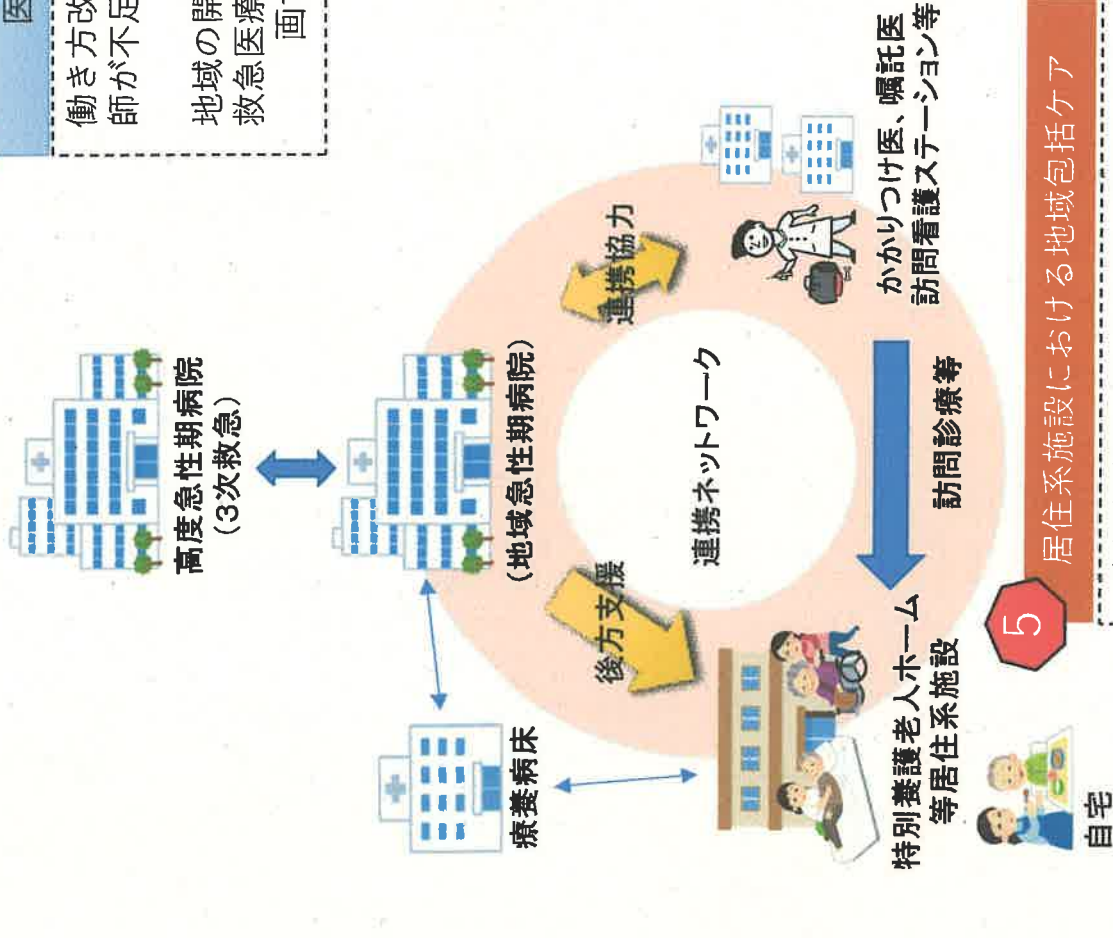 医
働き方改
師が不足
地域の開
救急医療
画
高度急性期病院
(3次救急)
(地域急性期病院)
療養病床
後方支援
連携協力
連携ネットワーク
かかりつけ医、嘱託医
訪問看護ステーション等
訪問診療等
特別養護老人ホーム
等居住系施設
自宅
5
居住系施設における地域包括ケア